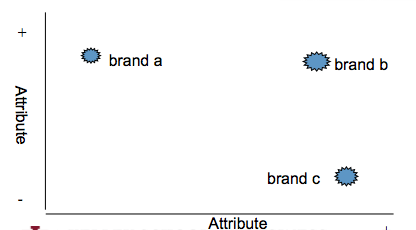 +
brand a
brand b
Attribute
brand c
-
Attribute